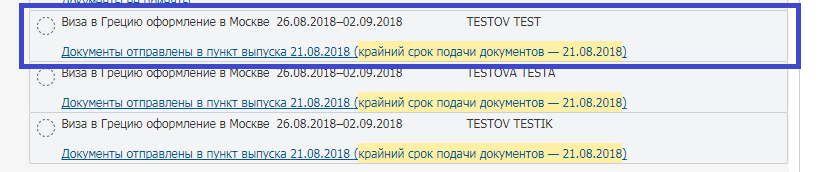 документы не приняты
Виза в Грецию оформление в Москве 26.08.2018–02.09.2018 TESTOV TEST
Документы отправлены в пункт выпуска 21.08.2018 (крайний срок подачи документов — 21.08.2018)
Виза в Грецию оформление в Москве 26.08.2018–02.09.2018 TESTOVA TESTA
Документы отправлены в пункт выпуска 21.08.2018 (крайний срок подачи документов — 21.08.2018)
Виза в Грецию оформление в Москве 26.08.2018–02.09.2018 TESTOV TESTIK
Документы отправлены в пункт выпуска 21.08.2018 (крайний срок подачи документов — 21.08.2018)